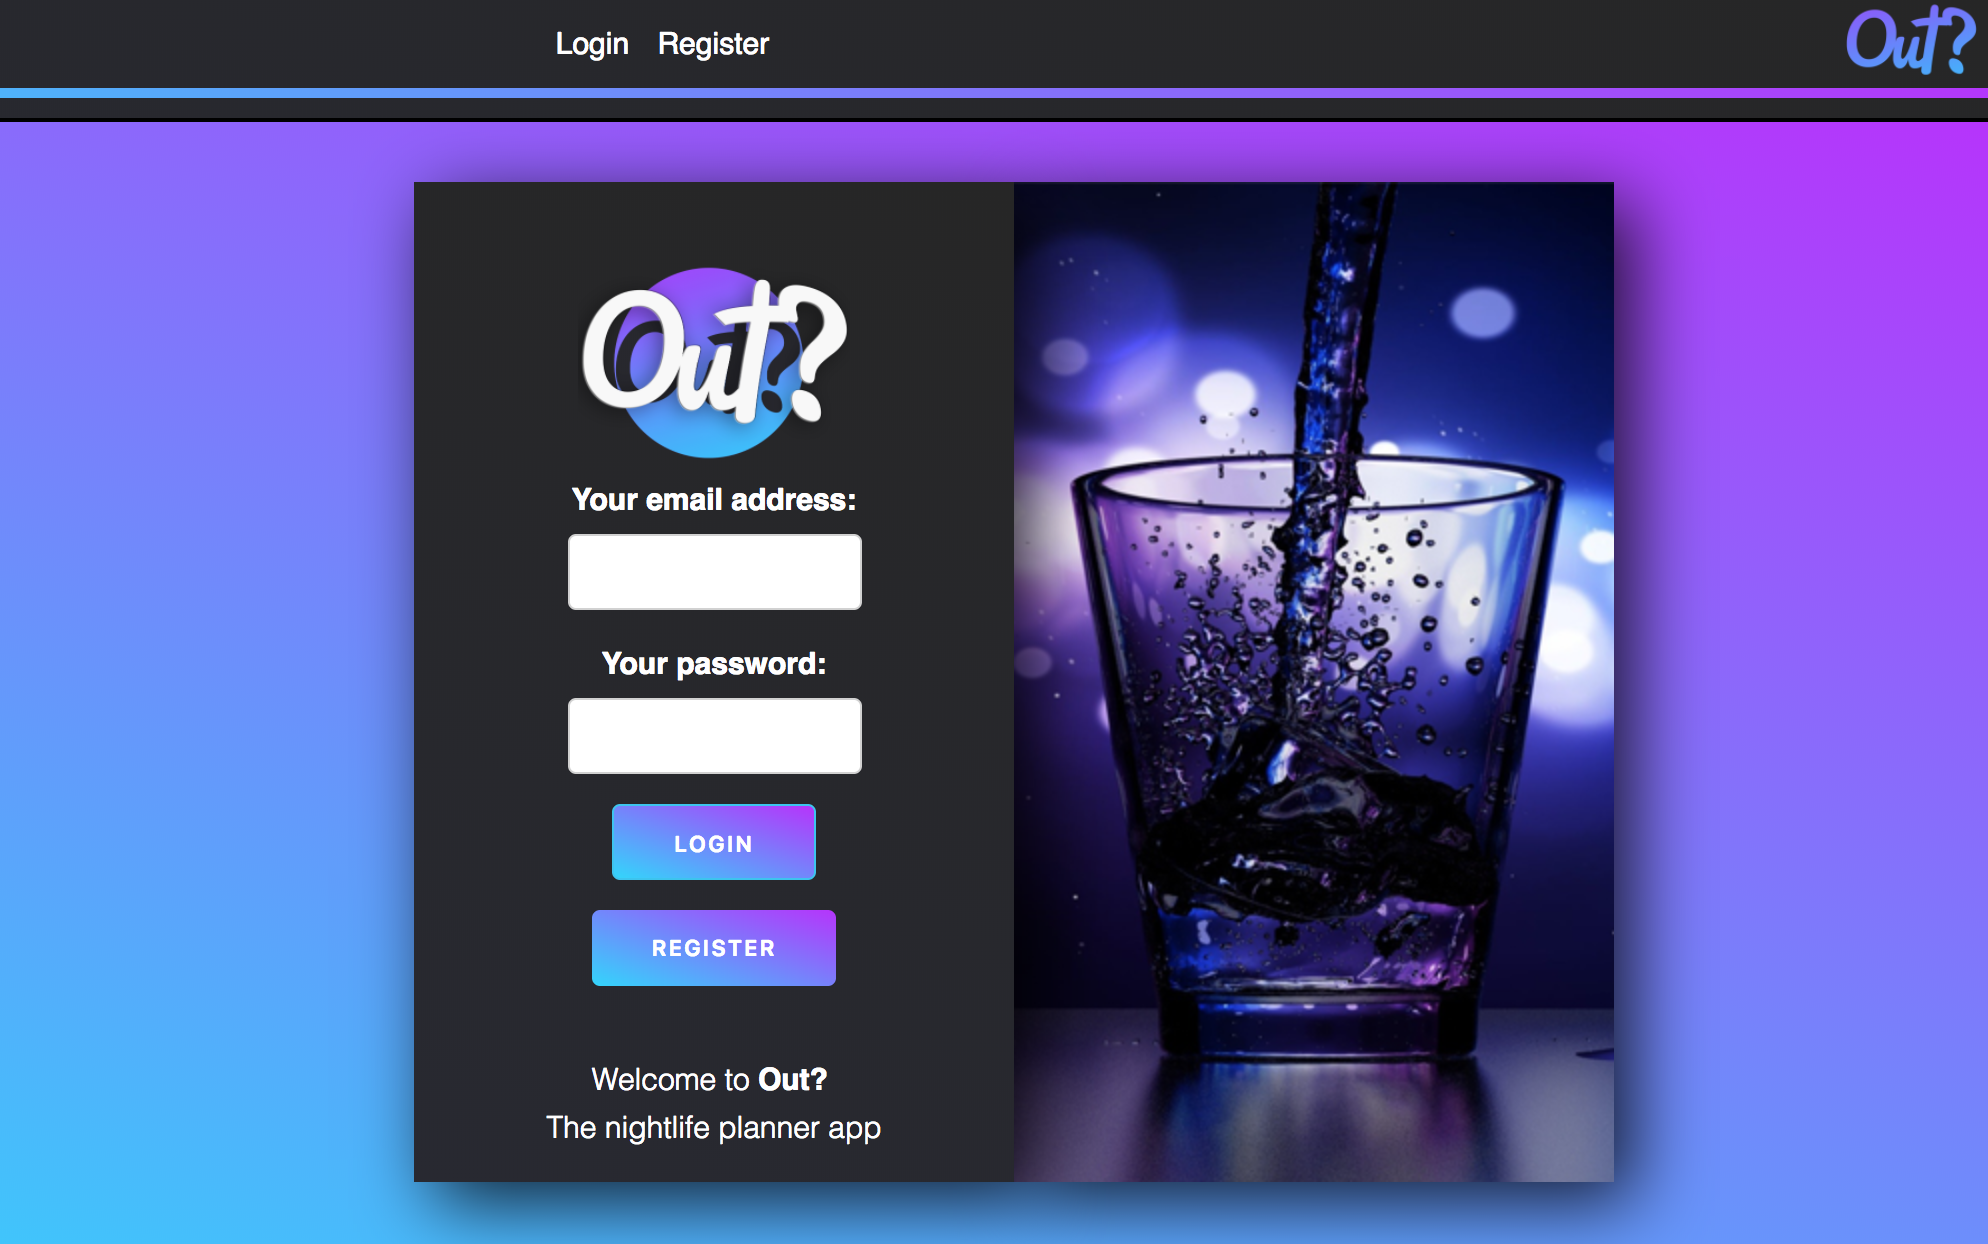 Login Register
Out?
Out?
Your email address:
Your password:
LOGIN
REGISTER
Welcome to Out?
The nightlife planner app